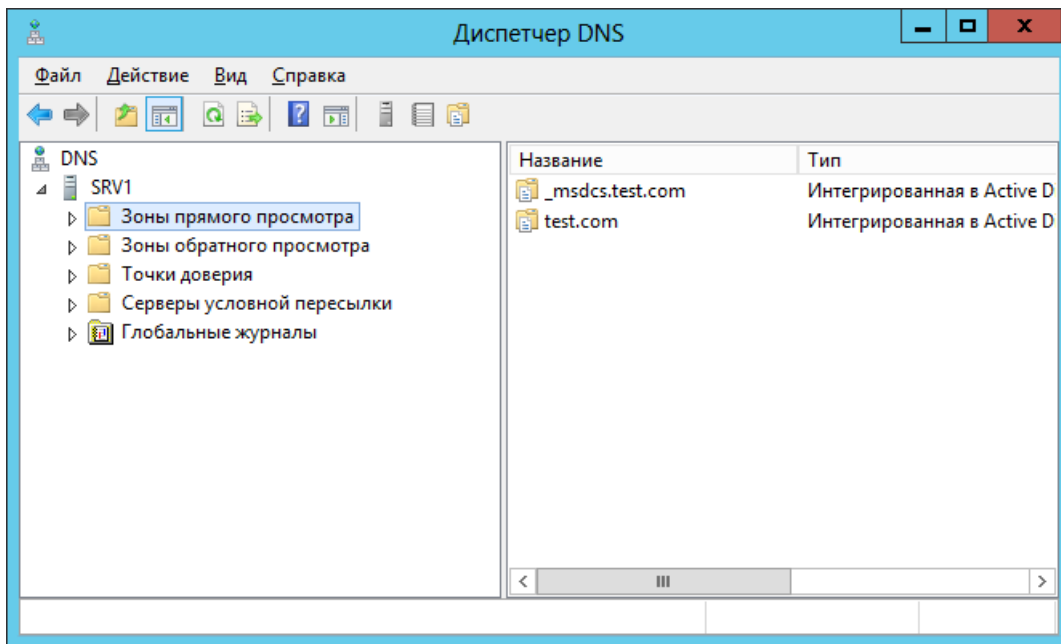 Диспетчер DNS
Файл Действие Вид Справка
DNS
SRV1
Зоны прямого просмотра
Зоны обратного просмотра
Точки доверия
Серверы условной пересылки
Глобальные журналы
Название Тип
_msdcs.test.com Интегрированная в Active D
test.com Интегрированная в Active D